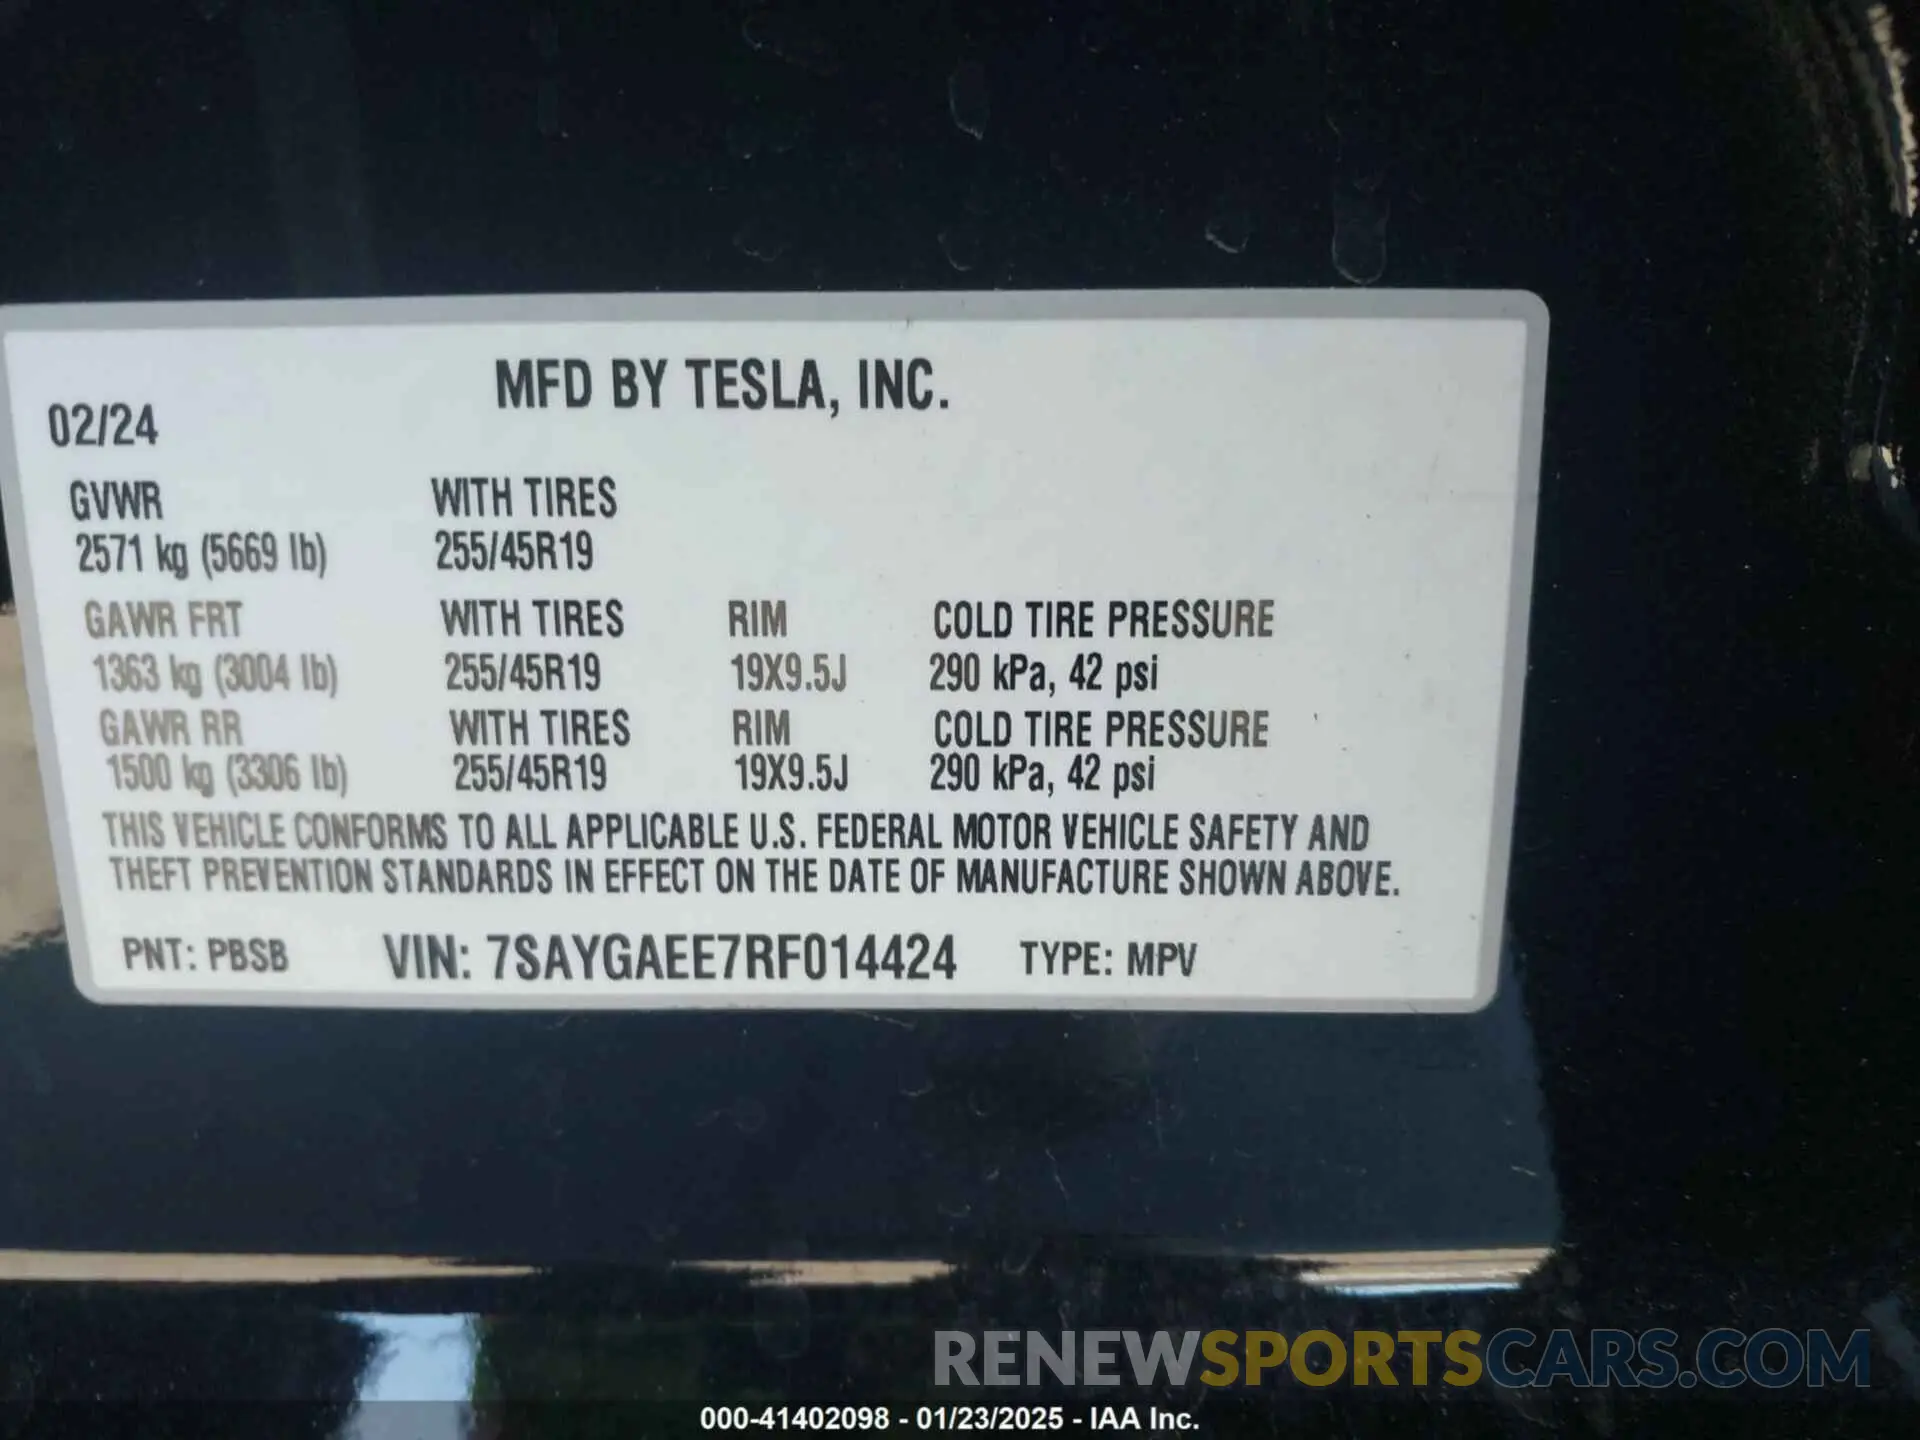 MFD BY TESLA, INC.
02/24
GVWR WITH TIRES
2571 kg (5669 lb) 255/45R19
GAWR FRT WITH TIRES RIM COLD TIRE PRESSURE
1363 kg (3004 lb) 255/45R19 19X9.5J 290 kPa, 42 psi
GAWR RR WITH TIRES RIM COLD TIRE PRESSURE
1500 kg (3306 lb) 255/45R19 19X9.5J 290 kPa, 42 psi
THIS VEHICLE CONFORMS TO ALL APPLICABLE U.S. FEDERAL MOTOR VEHICLE SAFETY AND
THEFT PREVENTION STANDARDS IN EFFECT ON THE DATE OF MANUFACTURE SHOWN ABOVE.
PNT: PBSB VIN: 7SAYGAEE7RF014424 TYPE: MPV
RENEWSPORTSCARS.COM
000-41402098 - 01/23/2025 - IAA Inc.